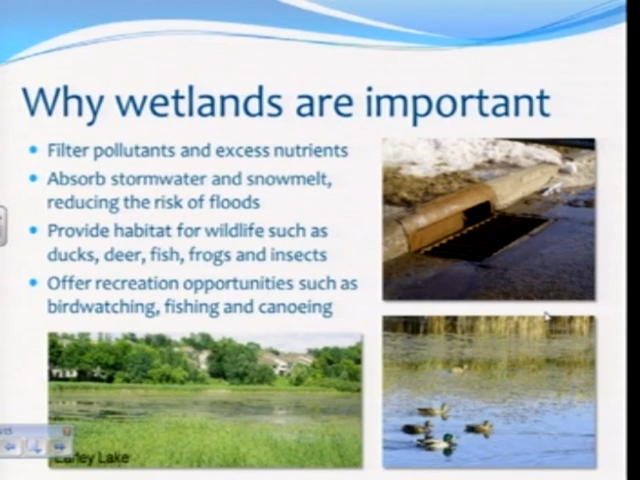 Why wetlands are important
Filter pollutants and excess nutrients
Absorb stormwater and snowmelt,
reducing the risk of floods
Provide habitat for wildlife such as
ducks, deer, fish, frogs and insects
Offer recreation opportunities such as
birdwatching, fishing and canoeing
Lake